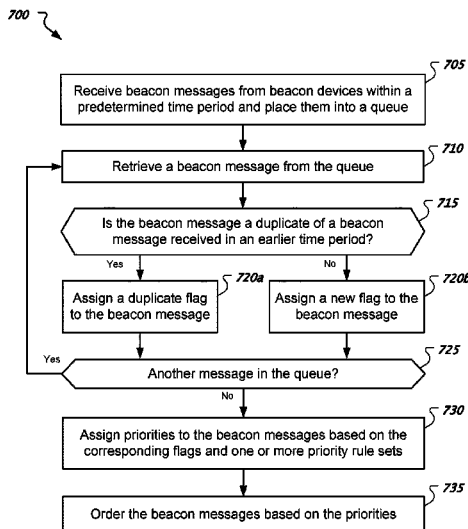 700
705
Receive beacon messages from beacon devices within a
predetermined time period and place them into a queue
710
Retrieve a beacon message from the queue
715
Is the beacon message a duplicate of a beacon
message received in an earlier time period?
Yes
No
720a
720b
Assign a duplicate flag
to the beacon message
Assign a new flag to the
beacon message
725
Yes
Another message in the queue?
No
730
Assign priorities to the beacon messages based on the
corresponding flags and one or more priority rule sets
735
Order the beacon messages based on the priorities